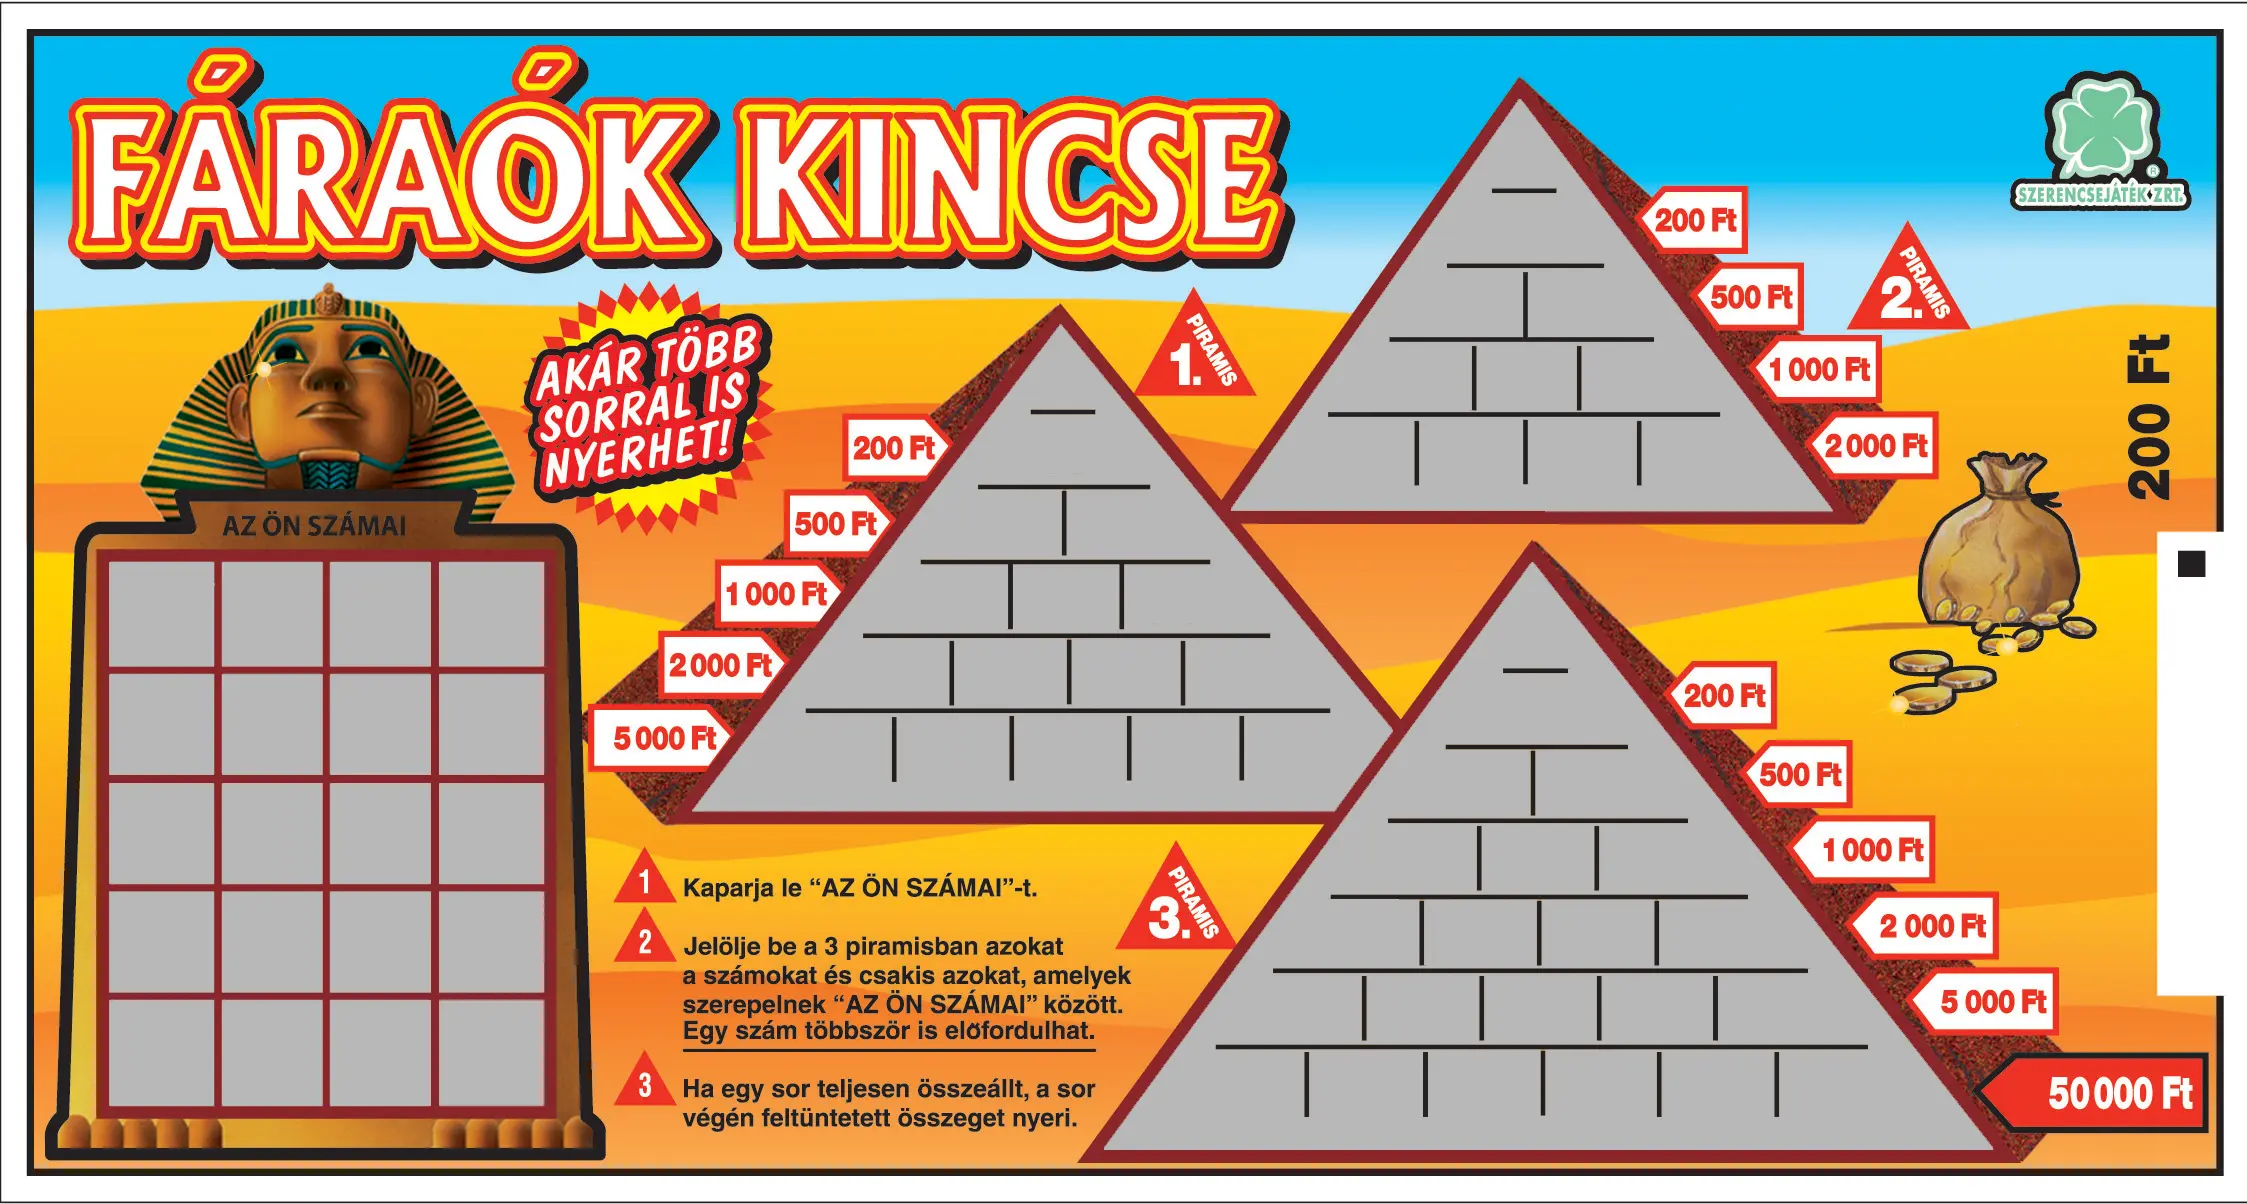 FÁRAÓK KINCSE
SZERENCSEJÁTÉK ZRT.
®
AKÁR TÖBB
SORRAL IS
NYERHET!
AZ ÖN SZÁMAI
PIRAMIS
1.
200 Ft
500 Ft
1 000 Ft
2 000 Ft
5 000 Ft
PIRAMIS
2.
200 Ft
500 Ft
1 000 Ft
2 000 Ft
200 Ft
PIRAMIS
3.
200 Ft
500 Ft
1 000 Ft
2 000 Ft
5 000 Ft
50 000 Ft
1 Kaparja le “AZ ÖN SZÁMAI”-t.
2 Jelölje be a 3 piramisban azokat
a számokat és csakis azokat, amelyek
szerepelnek “AZ ÖN SZÁMAI” között.
Egy szám többször is előfordulhat.
3 Ha egy sor teljesen összeállt, a sor
végén feltüntetett összeget nyeri.